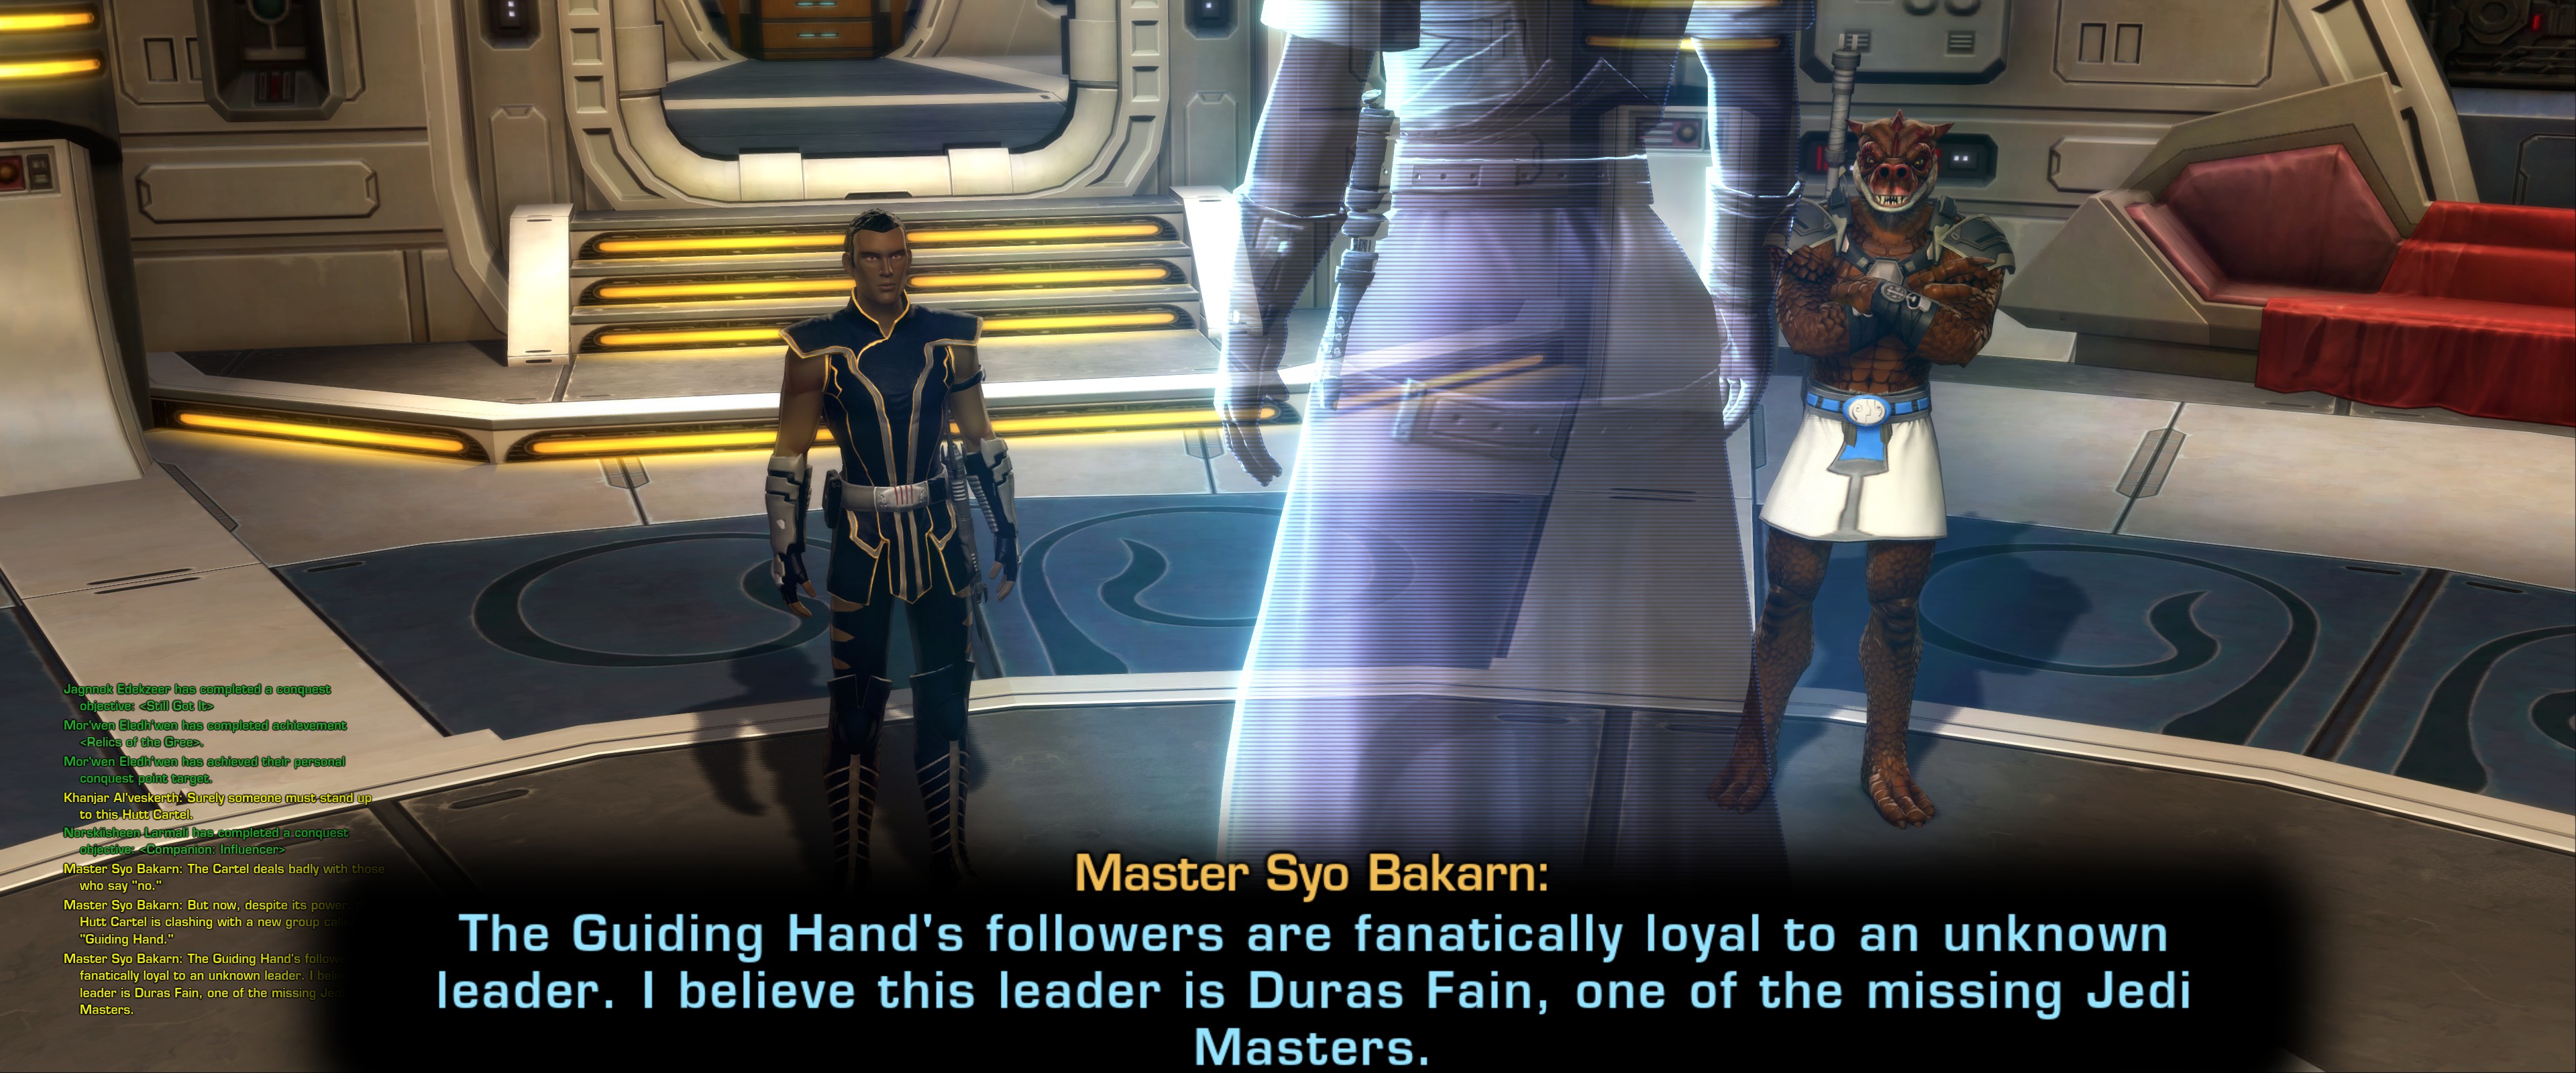 Jagnnok Edekzeer has completed a conquest
objective: <Still Got It>
Mor'wen Eledh'wen has completed achievement
<Relics of the Gree>.
Mor'wen Eledh'wen has achieved their personal
conquest point target.
Khanjar Al'veskerth: Surely someone must stand up
to this Hutt Cartel.
Norskiisheen Larmali has completed a conquest
objective: <Companion: Influencer>
Master Syo Bakarn: The Cartel deals badly with those
who say "no."
Master Syo Bakarn: But now, despite its power,
Hutt Cartel is clashing with a new group
"Guiding Hand."
Master Syo Bakarn: The Guiding Hand's
fanatically loyal to an unknown leader. I
leader is Duras Fain, one of the missing
Masters.
Master Syo Bakarn:
The Guiding Hand's followers are fanatically loyal to an unknown
leader. I believe this leader is Duras Fain, one of the missing Jedi
Masters.